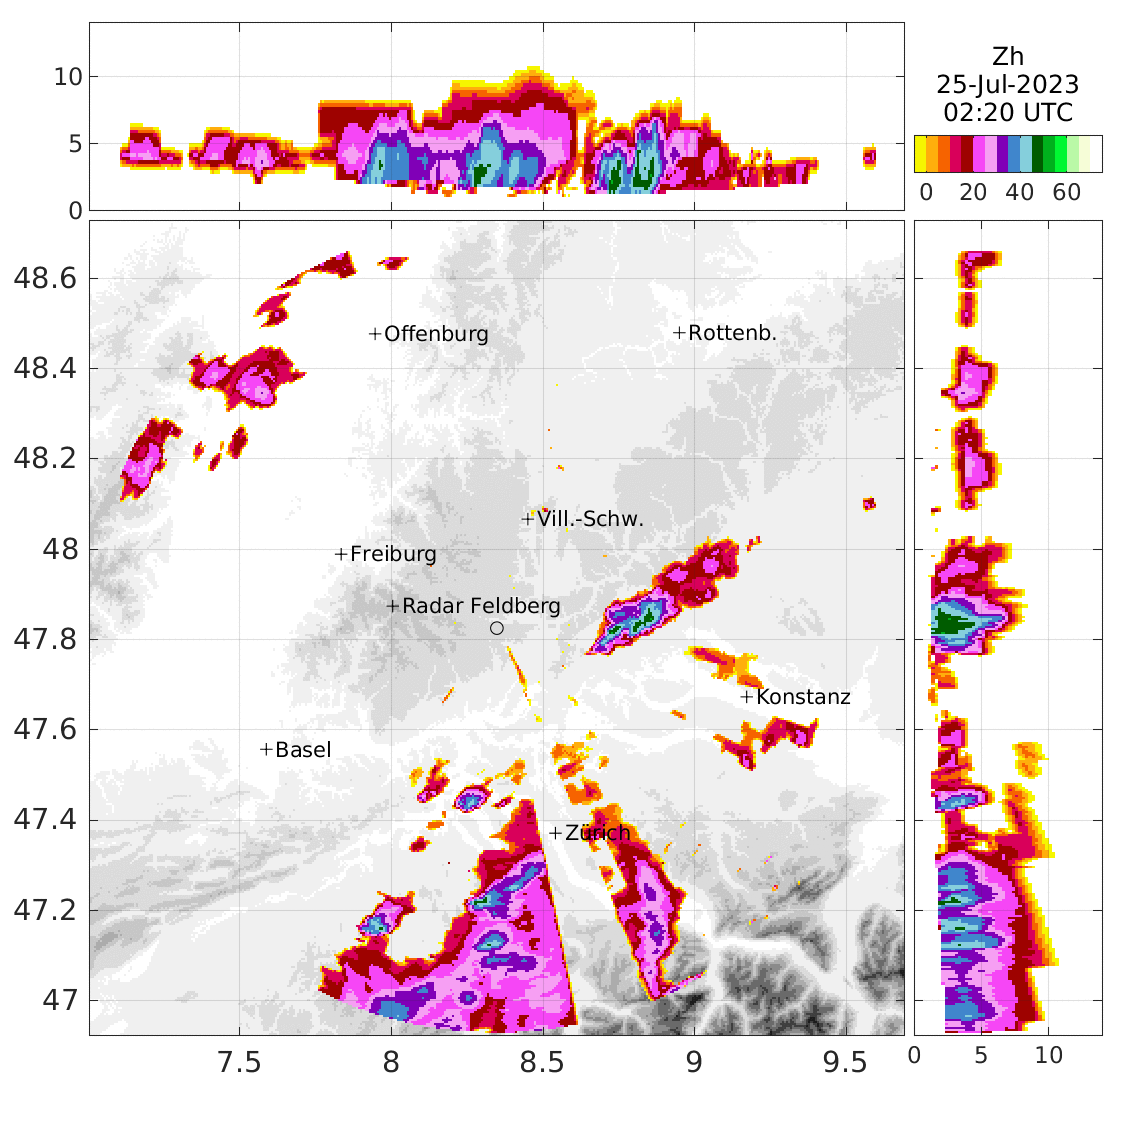 10
5
0
Zh
25-Jul-2023
02:20 UTC
0 20 40 60
48.6
48.4
48.2
48
47.8
47.6
47.4
47.2
47
+Offenburg
+Rottenb.
+Vill.-Schw.
+Freiburg
+Radar Feldberg
+Konstanz
+Basel
+Zürich
7.5 8 8.5 9 9.5
0 5 10